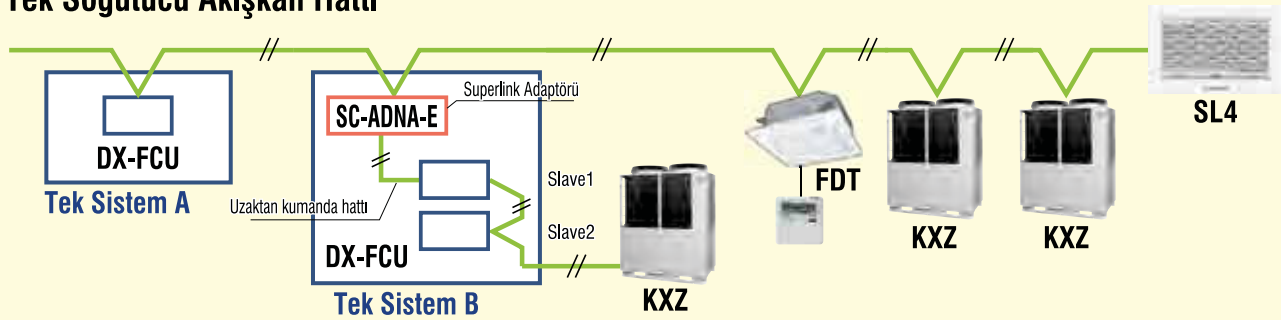 Tek Soğutucu Akışkan Hattı
DX-FCU
Tek Sistem A
SC-ADNA-E
Superlink Adaptörü
Uzaktan kumanda hattı
Slave1
Slave2
DX-FCU
Tek Sistem B
KXZ
FDT
KXZ
KXZ
SL4